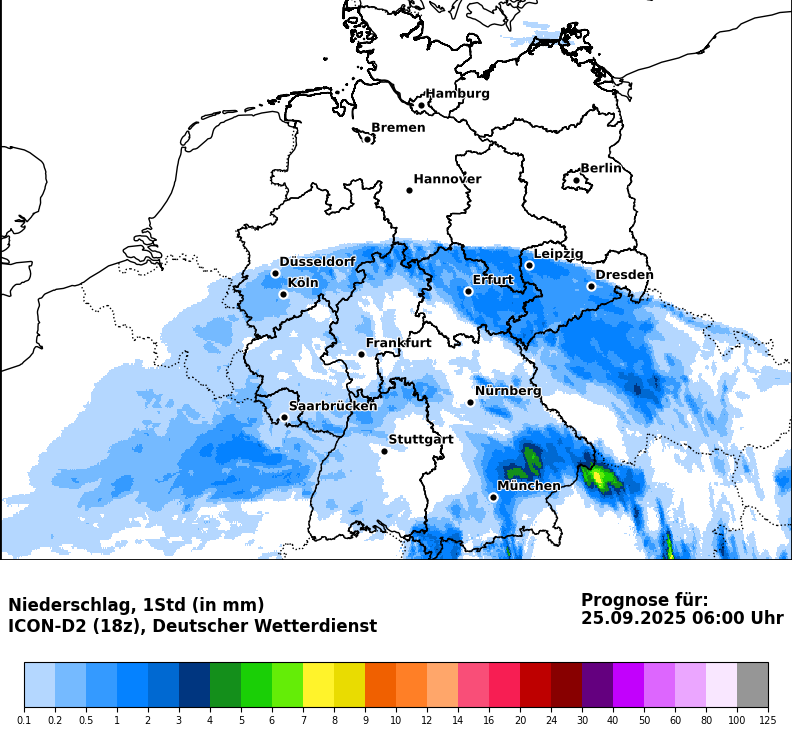 Hamburg
Bremen
Berlin
Hannover
Leipzig
Düsseldorf
Dresden
Köln
Erfurt
Frankfurt
Nürnberg
Saarbrücken
Stuttgart
München
Niederschlag, 1Std (in mm)
ICON-D2 (18z), Deutscher Wetterdienst
Prognose für:
25.09.2025 06:00 Uhr
0.1 0.2 0.5 1 2 3 4 5 6 7 8 9 10 12 14 16 20 24 30 40 50 60 80 100 125